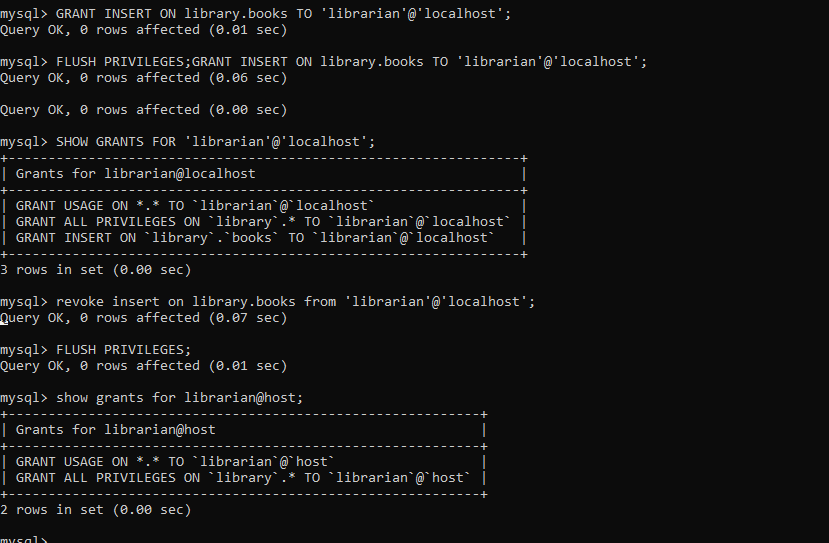 mysql> GRANT INSERT ON library.books TO 'librarian'@'localhost';
Query OK, 0 rows affected (0.01 sec)
mysql> FLUSH PRIVILEGES;GRANT INSERT ON library.books TO 'librarian'@'localhost';
Query OK, 0 rows affected (0.06 sec)
Query OK, 0 rows affected (0.00 sec)
mysql> SHOW GRANTS FOR 'librarian'@'localhost';
+----------------------------------------------------------------+
| Grants for librarian@localhost                                 |
+----------------------------------------------------------------+
| GRANT USAGE ON *.* TO `librarian`@`localhost`                  |
| GRANT ALL PRIVILEGES ON `library`.* TO `librarian`@`localhost` |
| GRANT INSERT ON `library`.`books` TO `librarian`@`localhost`   |
+----------------------------------------------------------------+
3 rows in set (0.00 sec)
mysql> revoke insert on library.books from 'librarian'@'localhost';
Query OK, 0 rows affected (0.07 sec)
mysql> FLUSH PRIVILEGES;
Query OK, 0 rows affected (0.01 sec)
mysql> show grants for librarian@host;
+-----------------------------------------------------------+
| Grants for librarian@host                                 |
+-----------------------------------------------------------+
| GRANT USAGE ON *.* TO `librarian`@`host`                  |
| GRANT ALL PRIVILEGES ON `library`.* TO `librarian`@`host` |
+-----------------------------------------------------------+
2 rows in set (0.00 sec)
mysql>